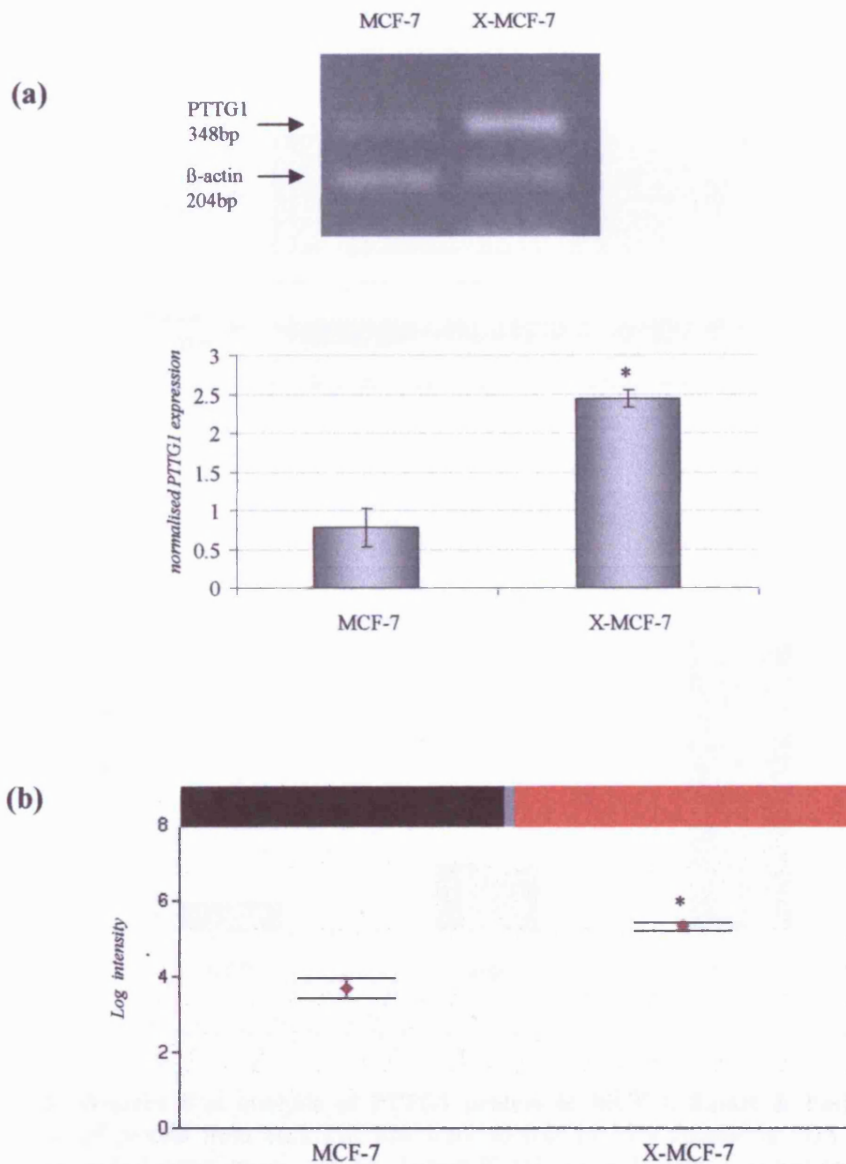 MCF-7 X-MCF-7
(a)
PTTG1
348bp
ß-actin
204bp
normalised PTTG1 expression
3
2.5
2
1.5
1
0.5
0
*
MCF-7 X-MCF-7
(b)
Log intensity
8
6
4
2
0
*
MCF-7 X-MCF-7